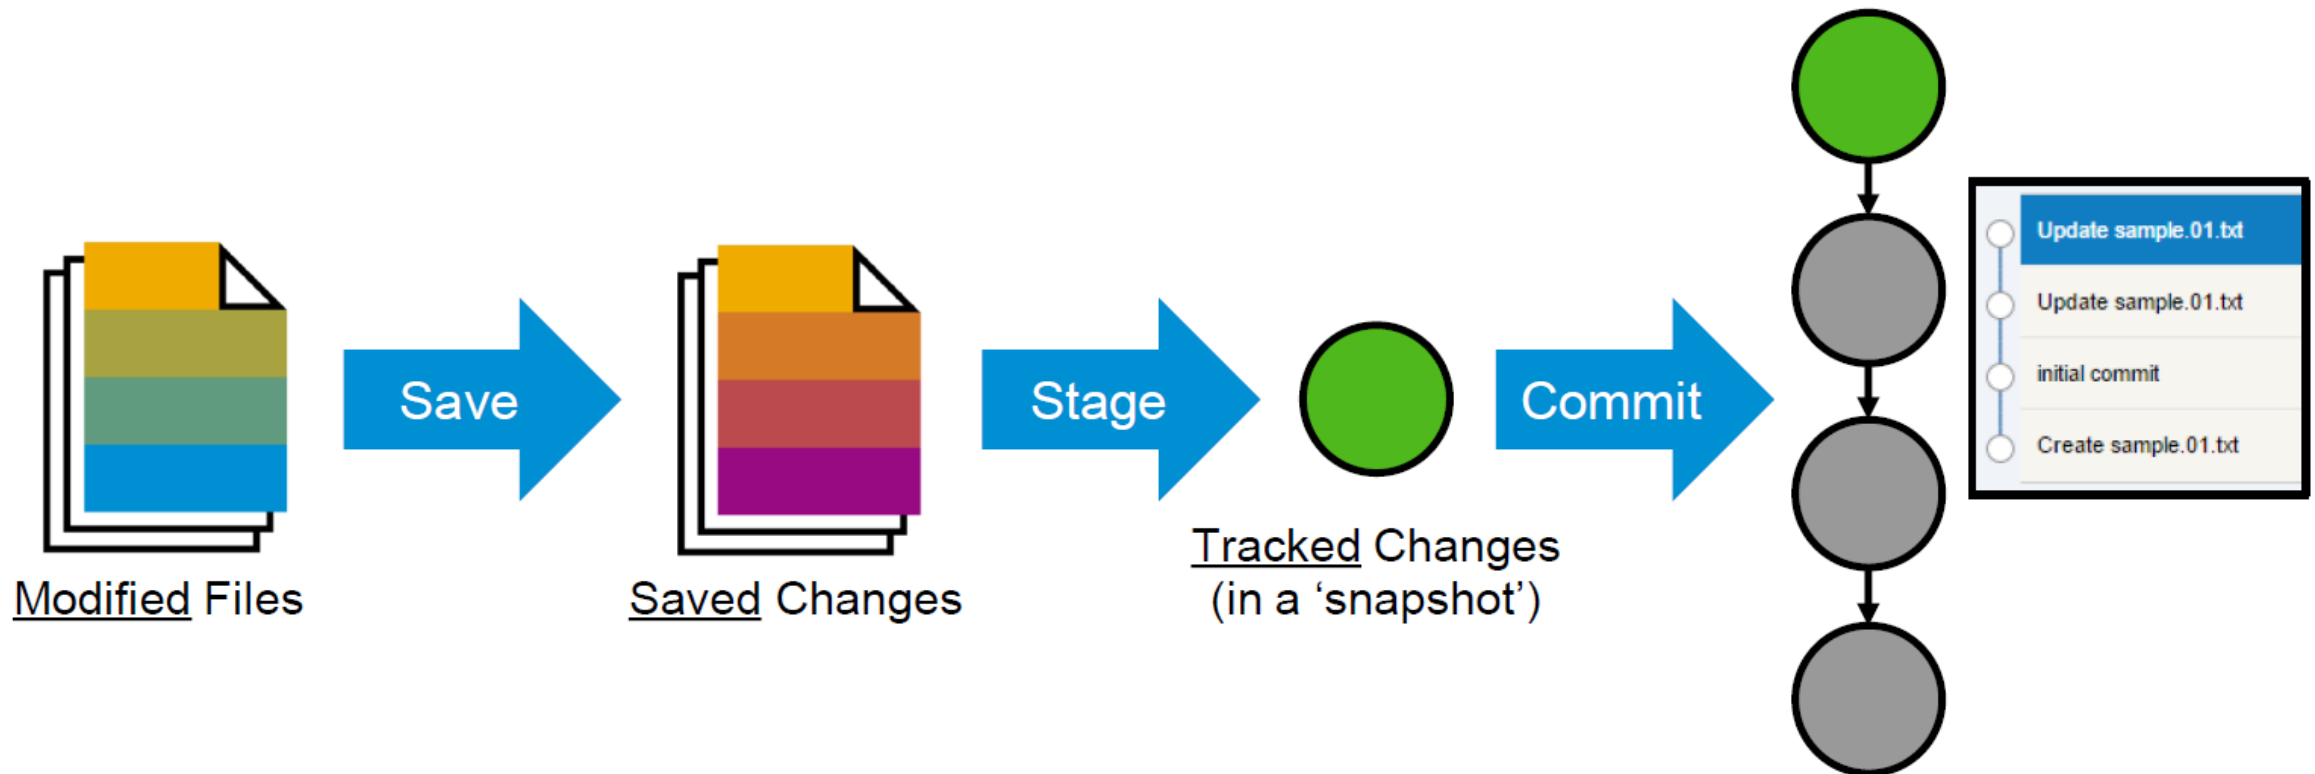 Save
Stage
Commit
Modified Files
Saved Changes
Tracked Changes
(in a ‘snapshot’)
Update sample.01.txt
Update sample.01.txt
initial commit
Create sample.01.txt